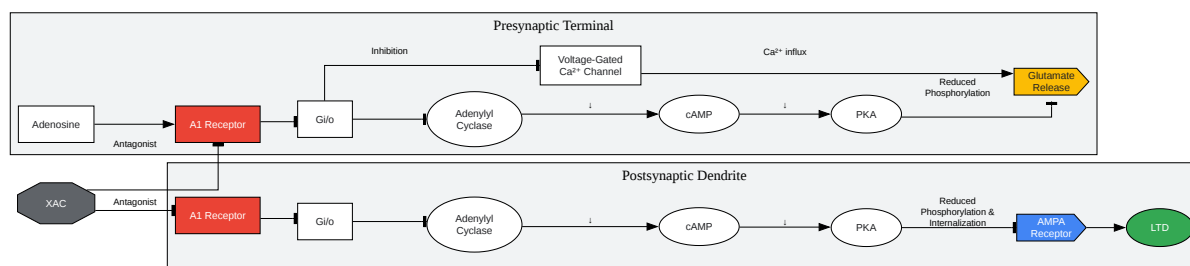 Presynaptic Terminal
Inhibition
Voltage-Gated
Ca²⁺ Channel
Ca²⁺ influx
Glutamate
Release
Reduced
Phosphorylation
Adenosine
A1 Receptor
Gi/o
Adenylyl
Cyclase
↓
cAMP
↓
PKA
Antagonist
Postsynaptic Dendrite
XAC
Antagonist
A1 Receptor
Gi/o
Adenylyl
Cyclase
↓
cAMP
↓
PKA
Reduced
Phosphorylation &
Internalization
AMPA
Receptor
LTD